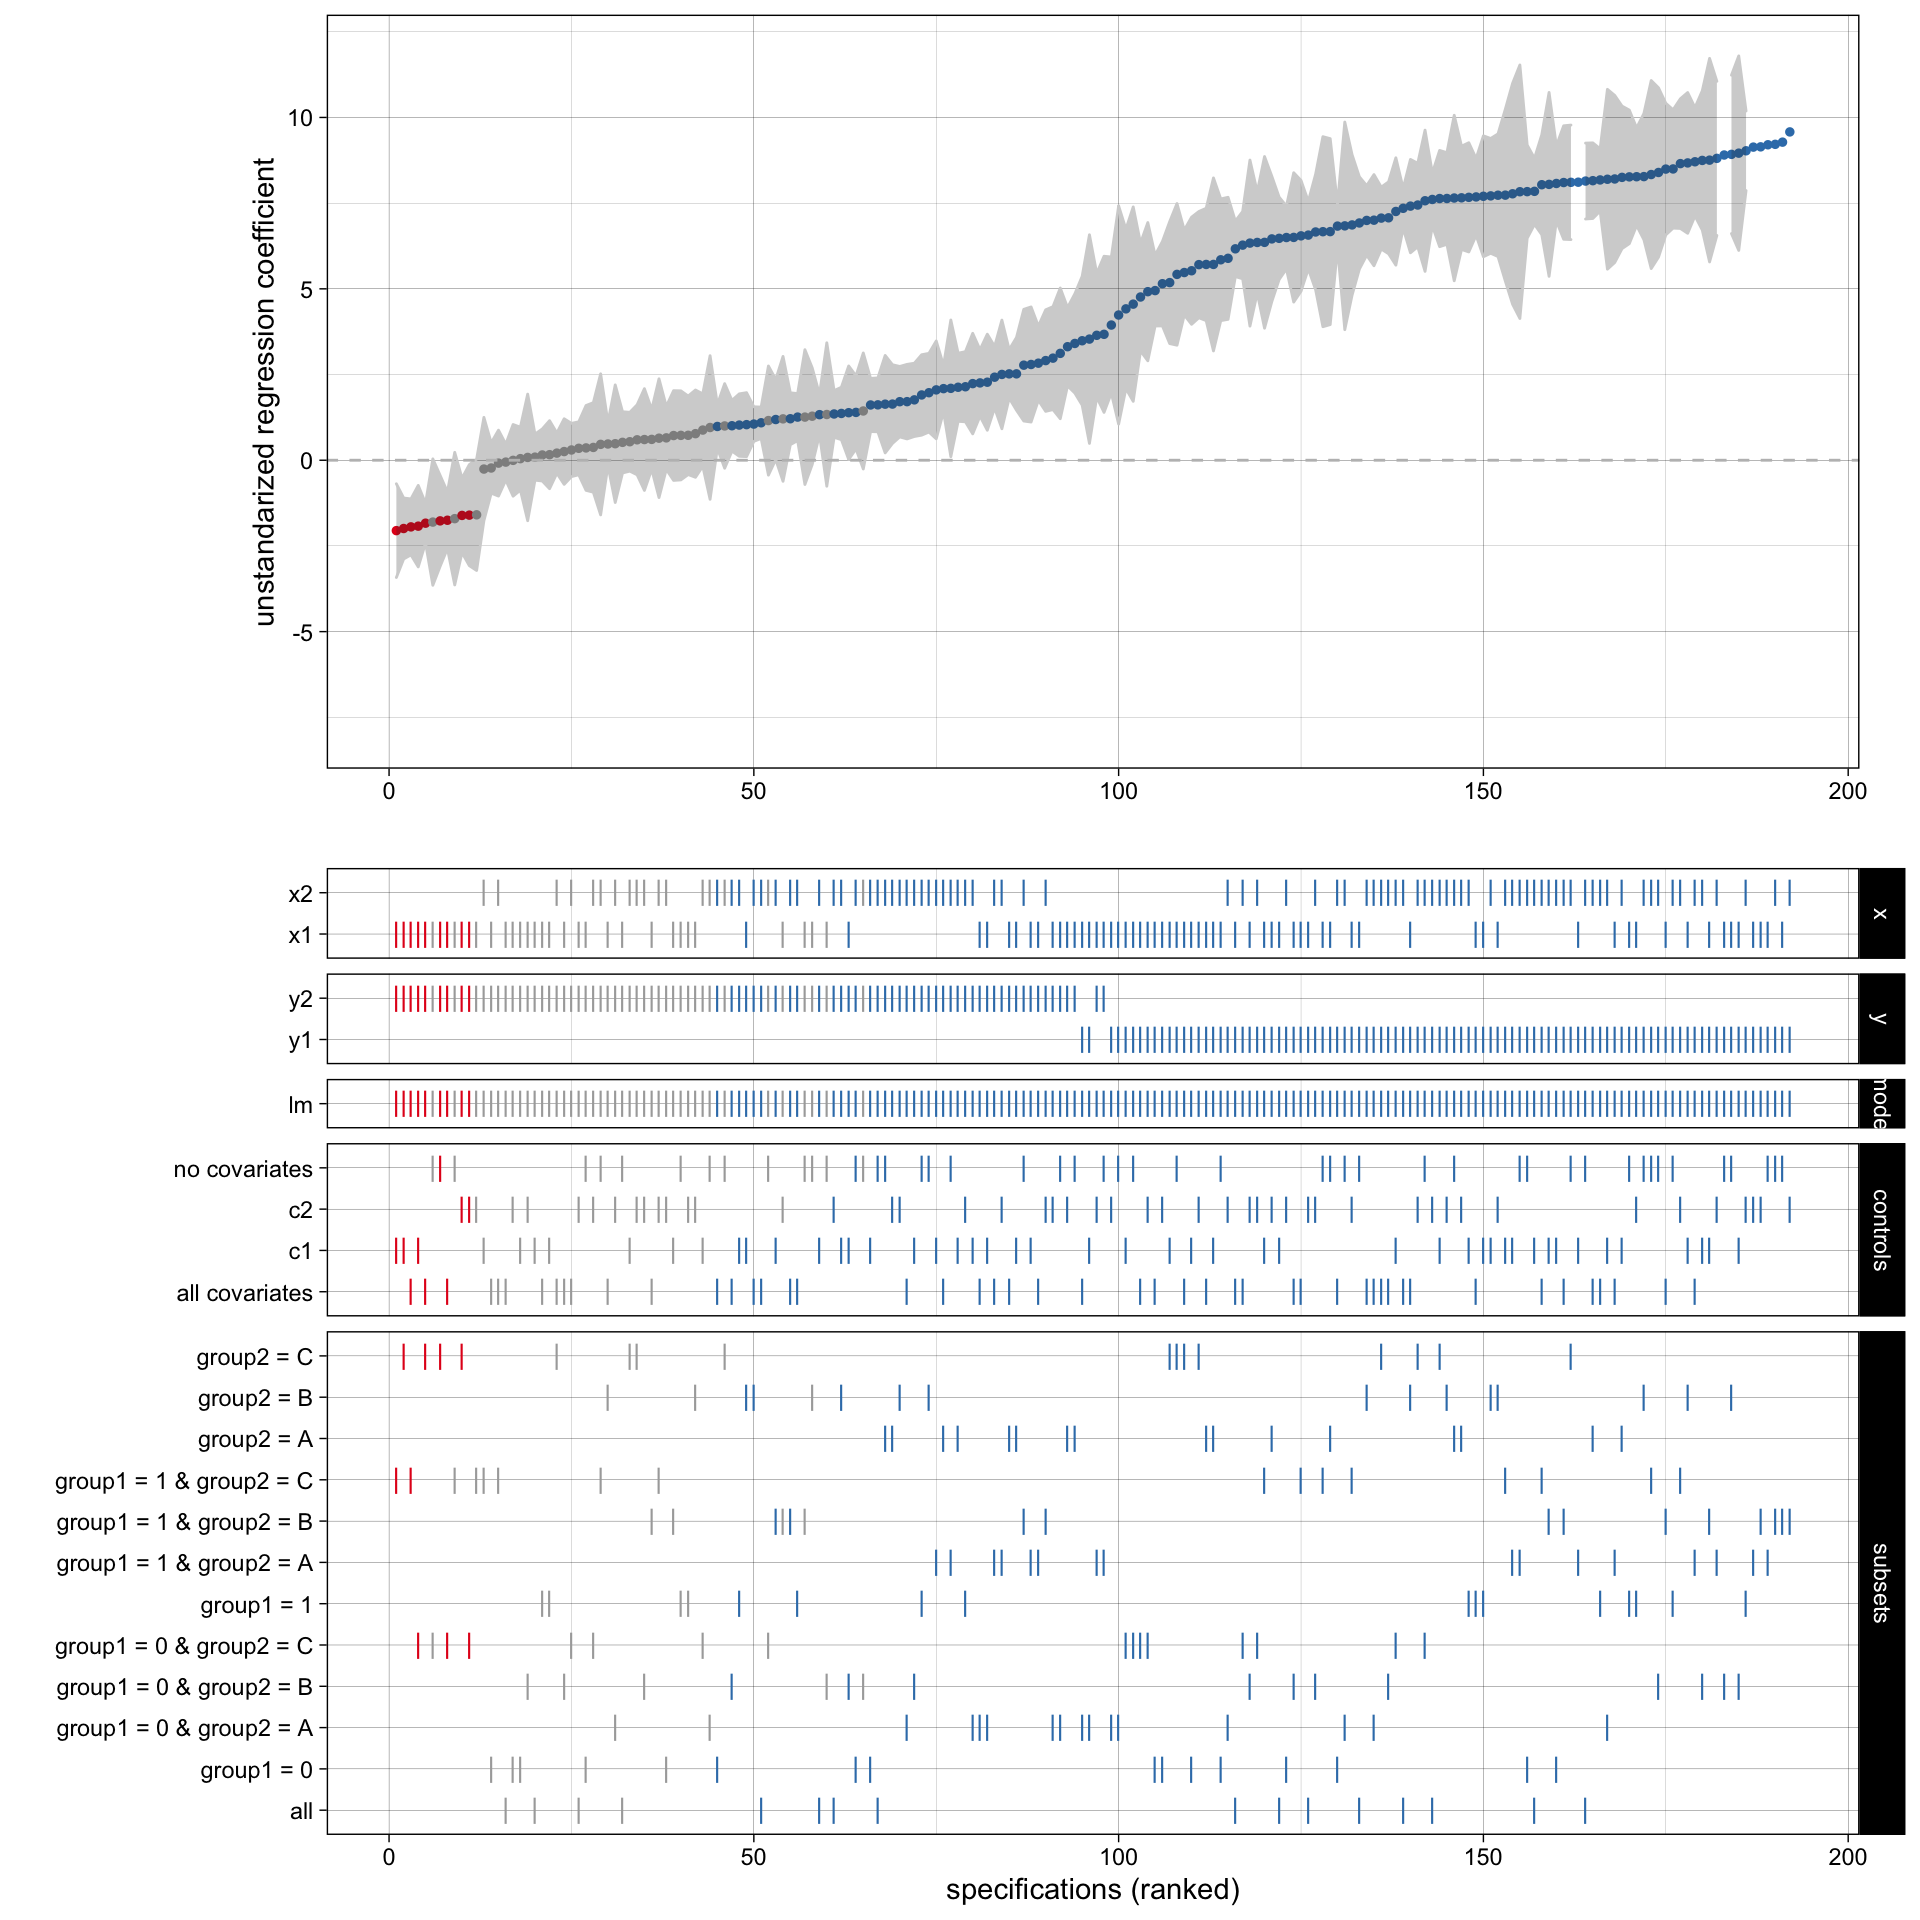 unstandarized regression coefficient
10
5
0
-5
0 50 100 150 200
x2
x1
x
y2
y1
y
lm
mode
no covariates
c2
c1
all covariates
controls
group2 = C
group2 = B
group2 = A
group1 = 1 & group2 = C
group1 = 1 & group2 = B
group1 = 1 & group2 = A
group1 = 1
group1 = 0 & group2 = C
group1 = 0 & group2 = B
group1 = 0 & group2 = A
group1 = 0
all
subsets
0 50 100 150 200
specifications (ranked)